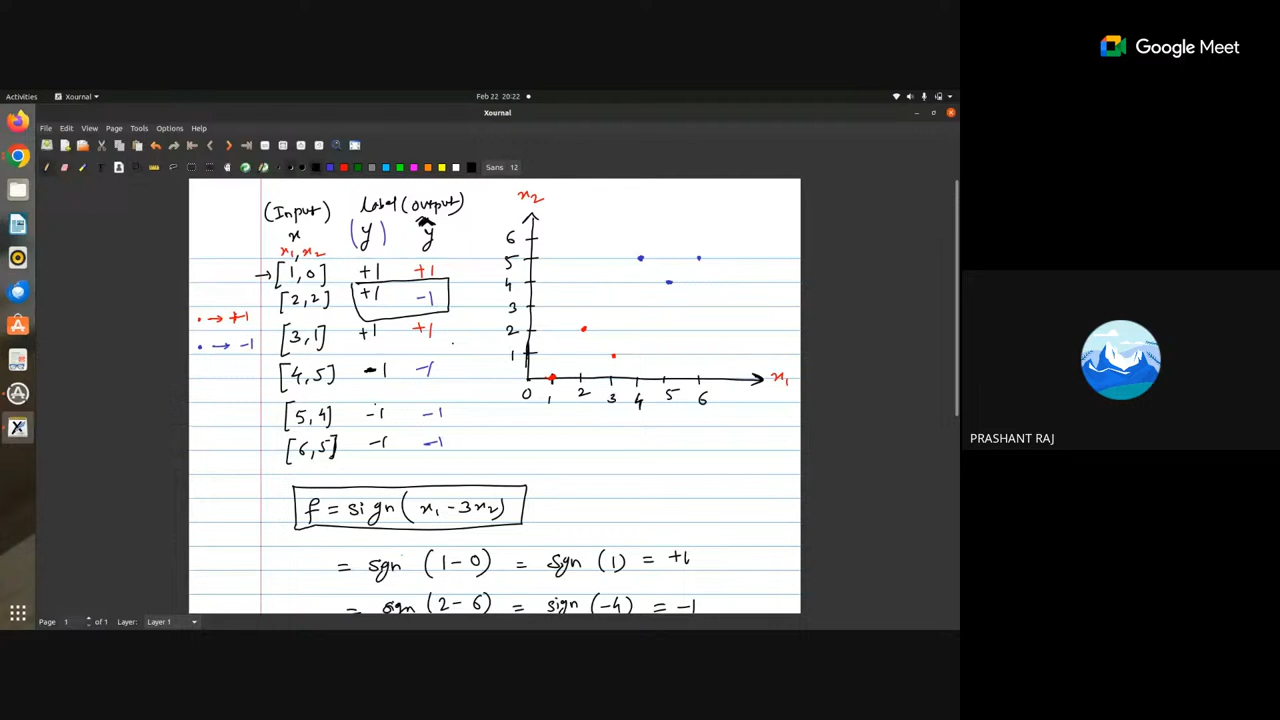 Google Meet
Activities
Xournal
Feb 22 20:22
Xournal
File Edit View Page Tools Options Help
Sans 12
(Input) label (output)
x (y) ŷ
x1, x2
→ [1,0] +1 +1
[2,2] +1 -1
[3,1] +1 +1
[4,5] -1 -1
[5,4] -1 -1
[6,5] -1 -1
• → +1
• → -1
x2
6
5
4
3
2
1
0 1 2 3 4 5 6
x1
f = sign (x1 - 3x2)
= sgn (1-0) = sgn (1) = +1
= sgn (2-6) = sign (-4) = -1
Page 1 of 1 Layer: Layer 1
PRASHANT RAJ